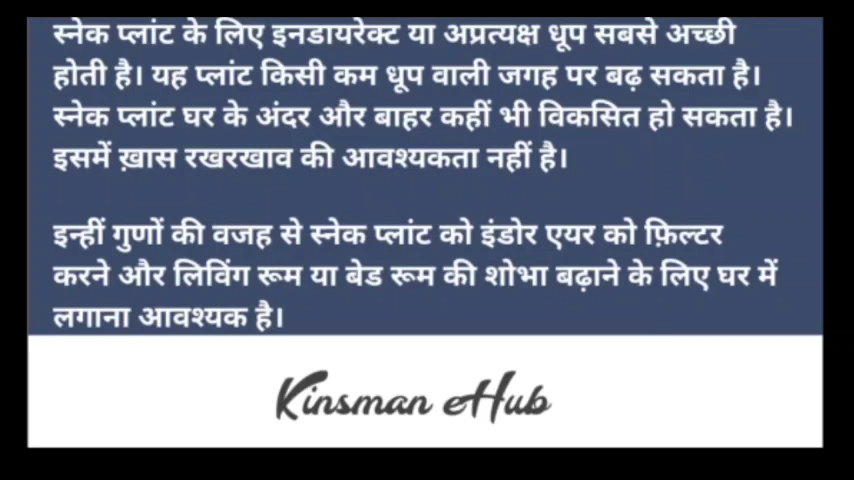 स्नेक प्लांट के लिए इनडायरेक्ट या अप्रत्यक्ष धूप सबसे अच्छी
होती है। यह प्लांट किसी कम धूप वाली जगह पर बढ़ सकता है।
स्नेक प्लांट घर के अंदर और बाहर कहीं भी विकसित हो सकता है।
इसमें ख़ास रखरखाव की आवश्यकता नहीं है।
इन्हीं गुणों की वजह से स्नेक प्लांट को इंडोर एयर को फ़िल्टर
करने और लिविंग रूम या बेड रूम की शोभा बढ़ाने के लिए घर में
लगाना आवश्यक है।
Kinsman eHub